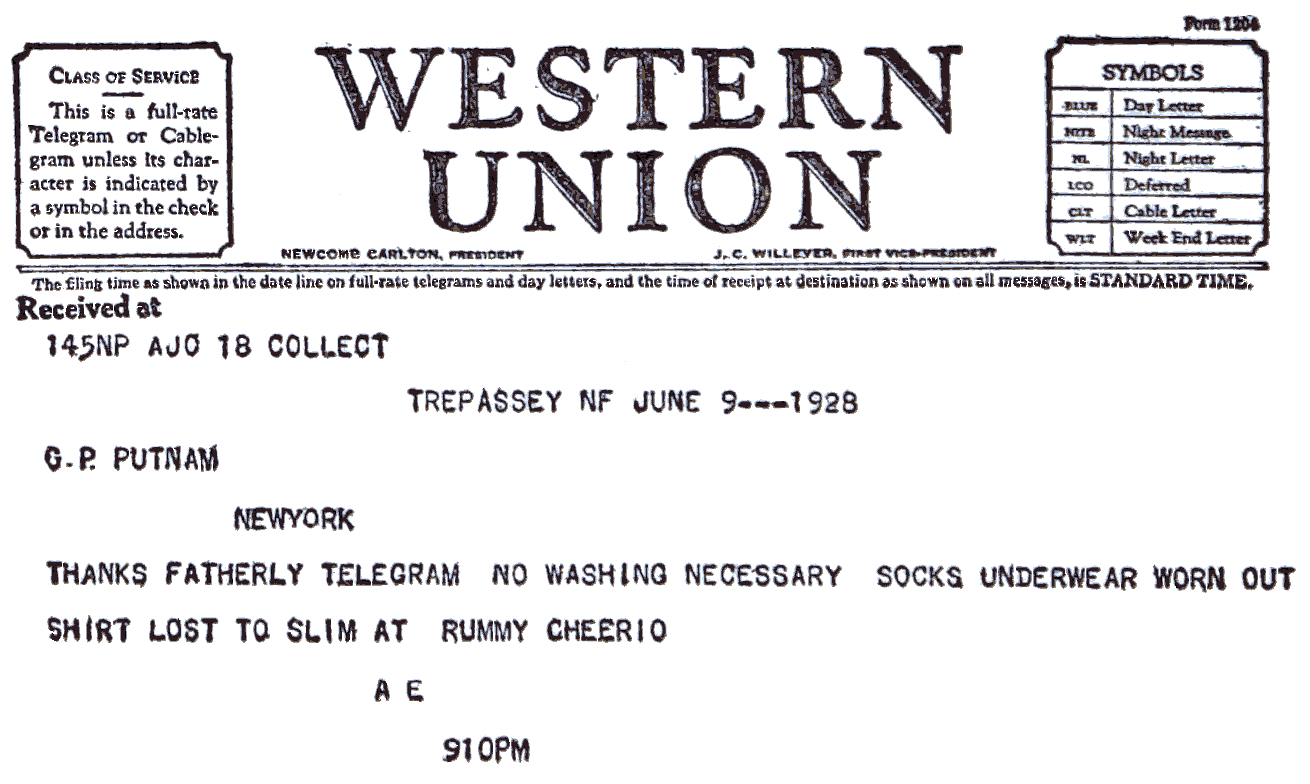 Form 1204
CLASS OF SERVICE
This is a full-rate
Telegram or Cable-
gram unless its char-
acter is indicated by
a symbol in the check
or in the address.
WESTERN
UNION
NEWCOMB CARLTON, PRESIDENT
J. C. WILLEVER, FIRST VICE-PRESIDENT
SYMBOLS
BLUE Day Letter
NITE Night Message
NL Night Letter
LCO Deferred
CLT Cable Letter
WLT Week End Letter
The filing time as shown in the date line on full-rate telegrams and day letters, and the time of receipt at destination as shown on all messages, is STANDARD TIME.
Received at
145NP AJO 18 COLLECT
TREPASSEY NF JUNE 9---1928
G.P. PUTNAM
NEWYORK
THANKS FATHERLY TELEGRAM NO WASHING NECESSARY SOCKS UNDERWEAR WORN OUT
SHIRT LOST TO SLIM AT RUMMY CHEERIO
A E
910PM